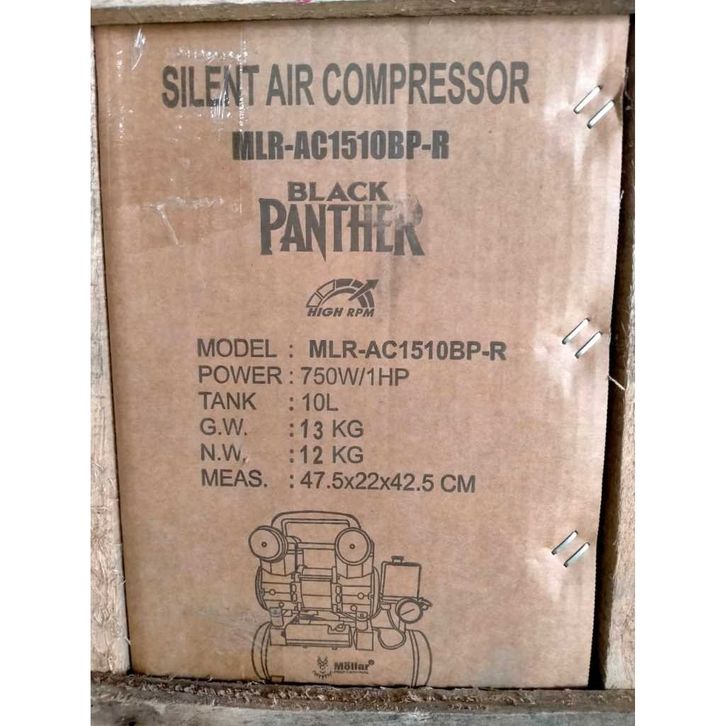 SILENT AIR COMPRESSOR
MLR-AC1510BP-R
BLACK
PANTHER
HIGH RPM
MODEL : MLR-AC1510BP-R
POWER : 750W/1HP
TANK : 10L
G.W. : 13 KG
N.W. : 12 KG
MEAS. : 47.5x22x42.5 CM
Möllar®